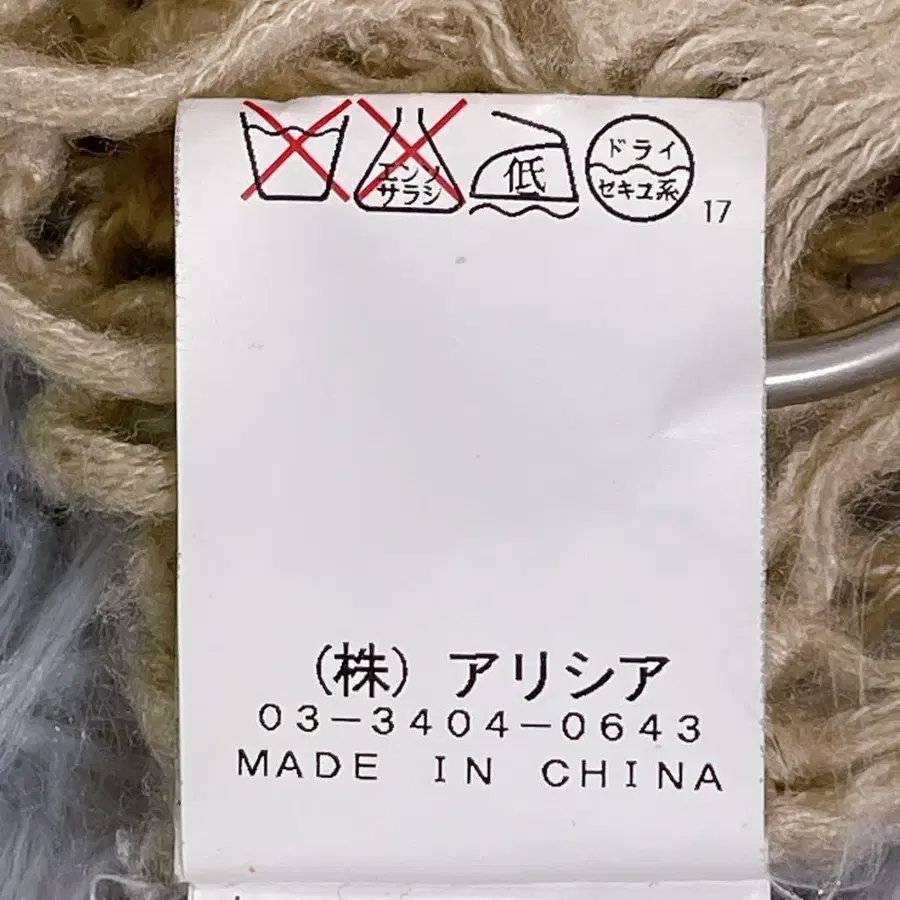 エンソ
サラシ
低
ドライ
セキユ系
17
(株)アリシア
03-3404-0643
MADE IN CHINA